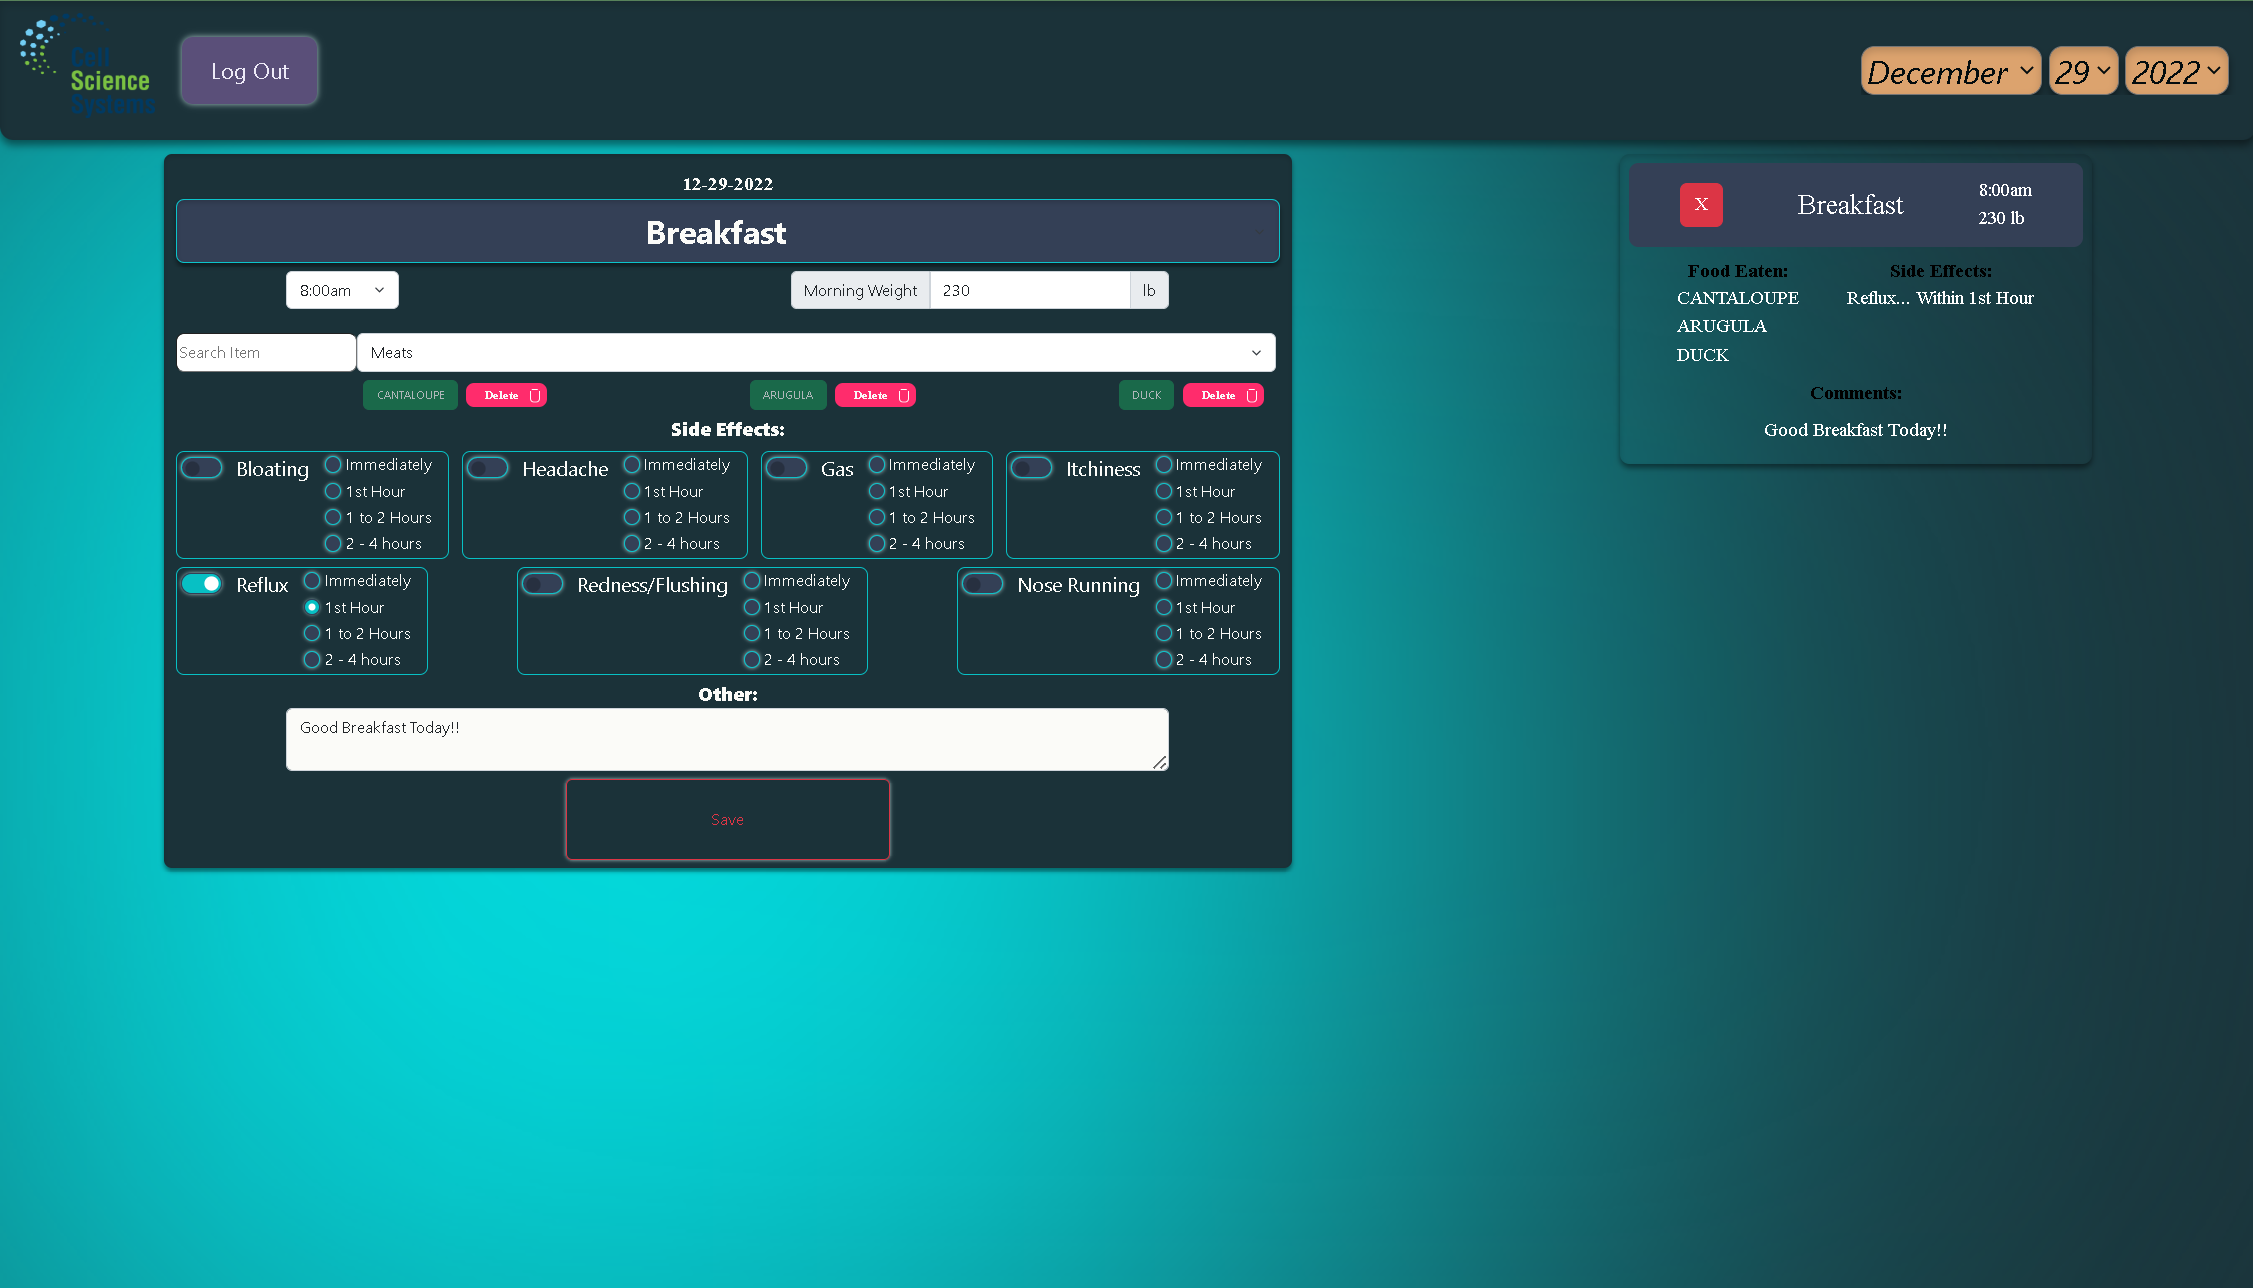 Cell
Science
Systems
Log Out
December
29
2022
12-29-2022
Breakfast
8:00am
Morning Weight
230
lb
Search Item
Meats
CANTALOUPE
Delete
ARUGULA
Delete
DUCK
Delete
Side Effects:
Bloating
Immediately
1st Hour
1 to 2 Hours
2 - 4 hours
Headache
Immediately
1st Hour
1 to 2 Hours
2 - 4 hours
Gas
Immediately
1st Hour
1 to 2 Hours
2 - 4 hours
Itchiness
Immediately
1st Hour
1 to 2 Hours
2 - 4 hours
Reflux
Immediately
1st Hour
1 to 2 Hours
2 - 4 hours
Redness/Flushing
Immediately
1st Hour
1 to 2 Hours
2 - 4 hours
Nose Running
Immediately
1st Hour
1 to 2 Hours
2 - 4 hours
Other:
Good Breakfast Today!!
Save
X
Breakfast
8:00am
230 lb
Food Eaten:
CANTALOUPE
ARUGULA
DUCK
Side Effects:
Reflux... Within 1st Hour
Comments:
Good Breakfast Today!!